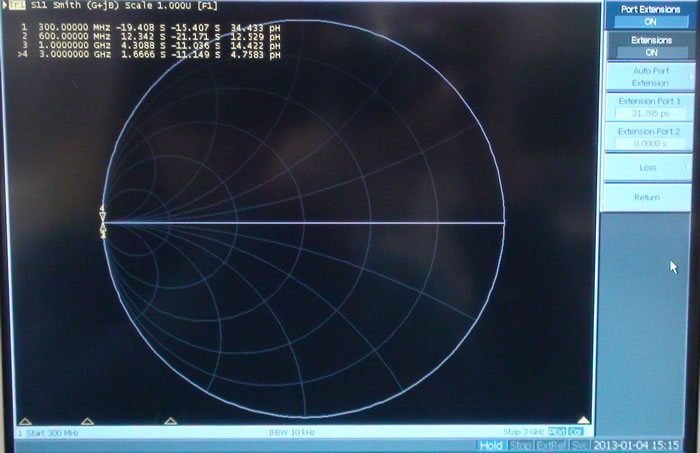 Tr1 S11 Smith (G+jB) Scale 1.000U [F1]
1 300.00000 MHz -19.408 S -15.407 S 34.433 pH
2 600.00000 MHz 12.342 S -21.171 S 12.529 pH
3 1.0000000 GHz 4.3088 S -11.036 S 14.422 pH
>4 3.0000000 GHz 1.6666 S -11.149 S 4.7583 pH
Port Extensions
ON
Extensions
ON
Auto Port
Extension
Extension Port 1
31.785 ps
Extension Port 2
0.0000 s
Loss
Return
4
1 Start 300 MHz IFBW 10 kHz Stop 3 GHz PExt Cor
Hold Stop ExtRef Svc 2013-01-04 15:15